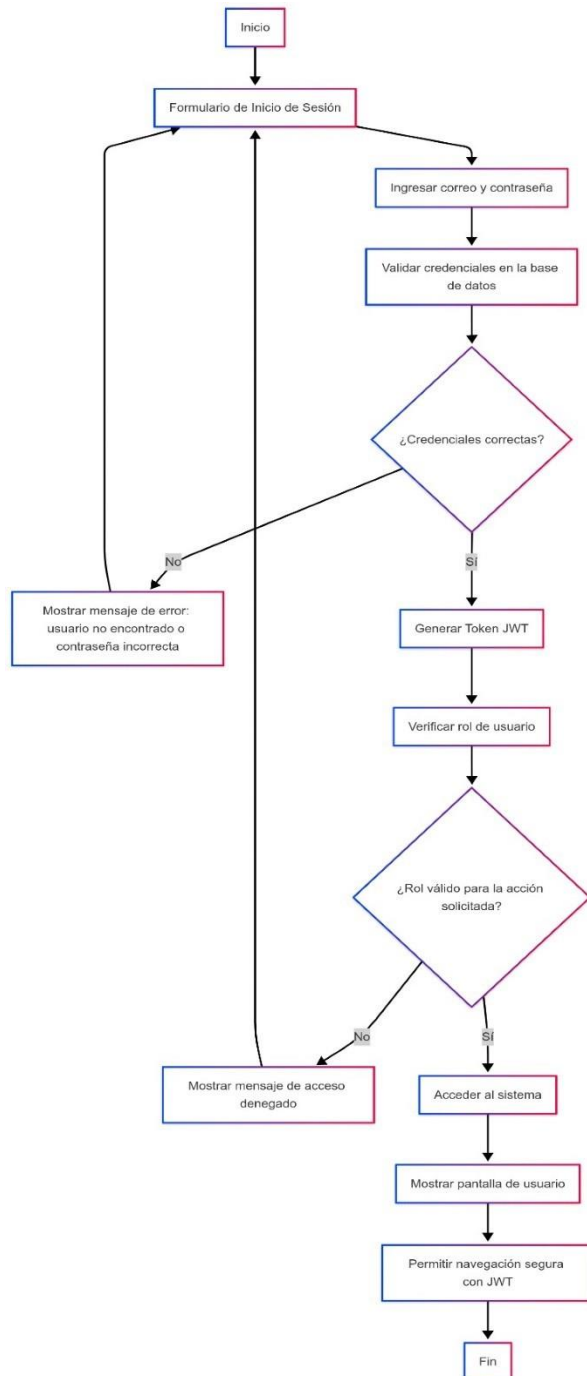 Inicio
Formulario de Inicio de Sesión
Ingresar correo y contraseña
Validar credenciales en la base
de datos
¿Credenciales correctas?
No
Sí
Mostrar mensaje de error:
usuario no encontrado o
contraseña incorrecta
Generar Token JWT
Verificar rol de usuario
¿Rol válido para la acción
solicitada?
No
Sí
Mostrar mensaje de acceso
denegado
Acceder al sistema
Mostrar pantalla de usuario
Permitir navegación segura
con JWT
Fin